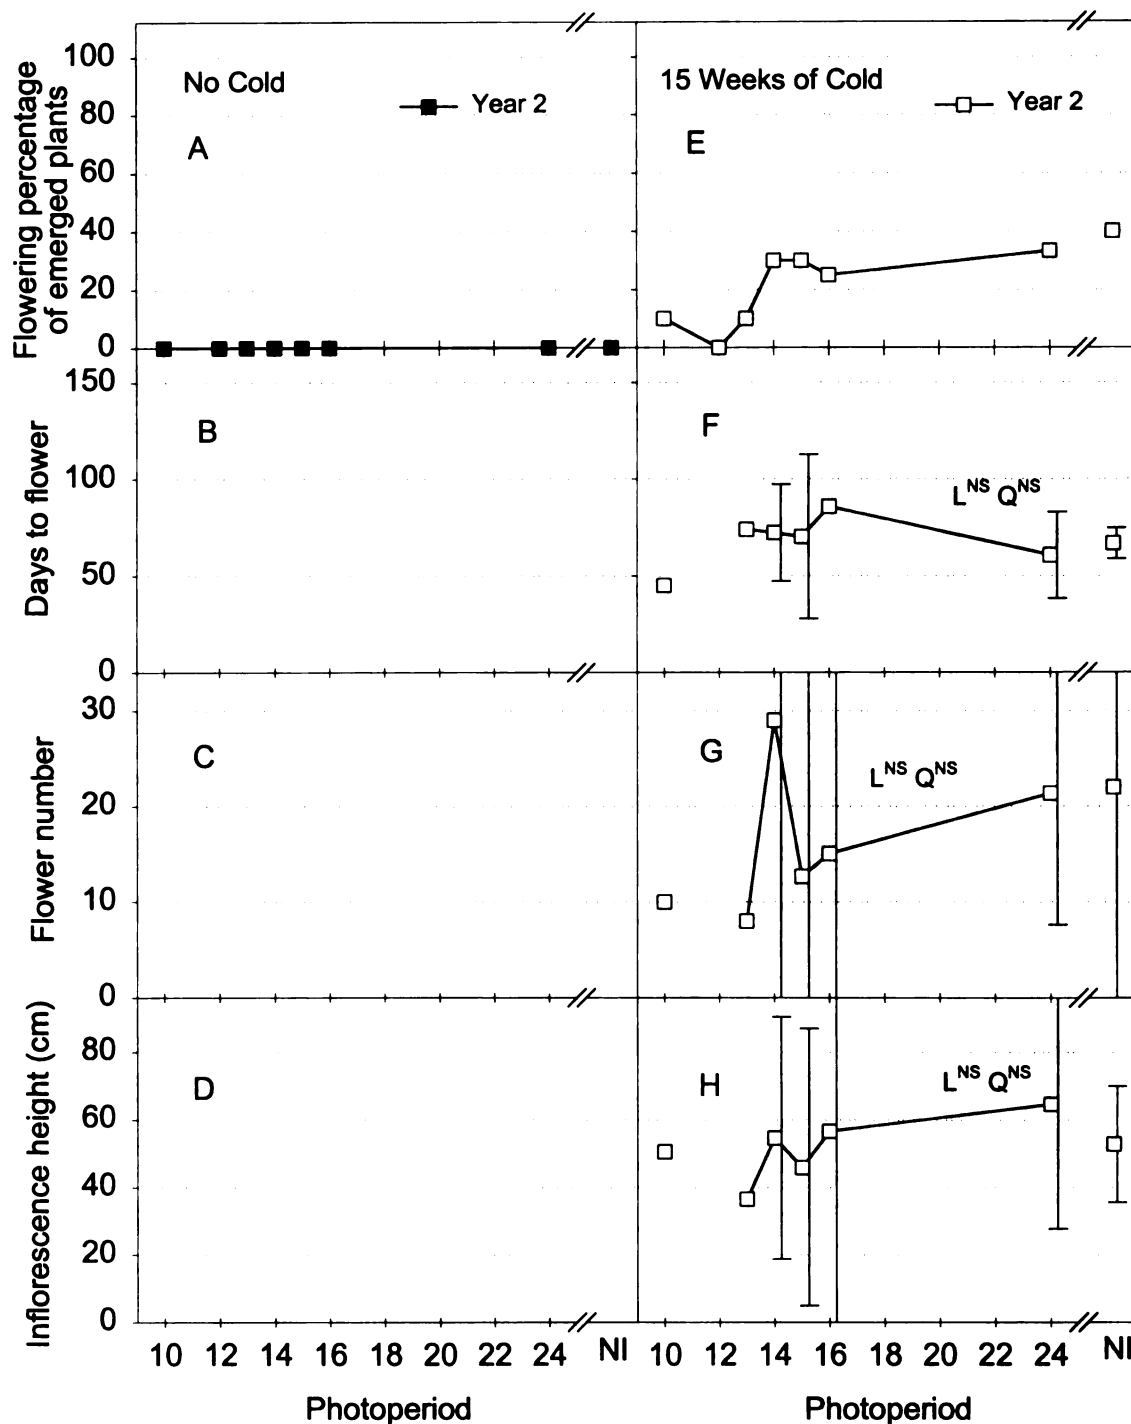 Flowering percentage
of emerged plants
100
80
60
40
20
0
No Cold
Year 2
A
15 Weeks of Cold
Year 2
E
Days to flower
150
100
50
0
B
F
L^NS Q^NS
Flower number
30
20
10
0
C
G
L^NS Q^NS
Inflorescence height (cm)
80
60
40
20
0
D
H
L^NS Q^NS
10 12 14 16 18 20 22 24 NI
10 12 14 16 18 20 22 24 NI
Photoperiod
Photoperiod